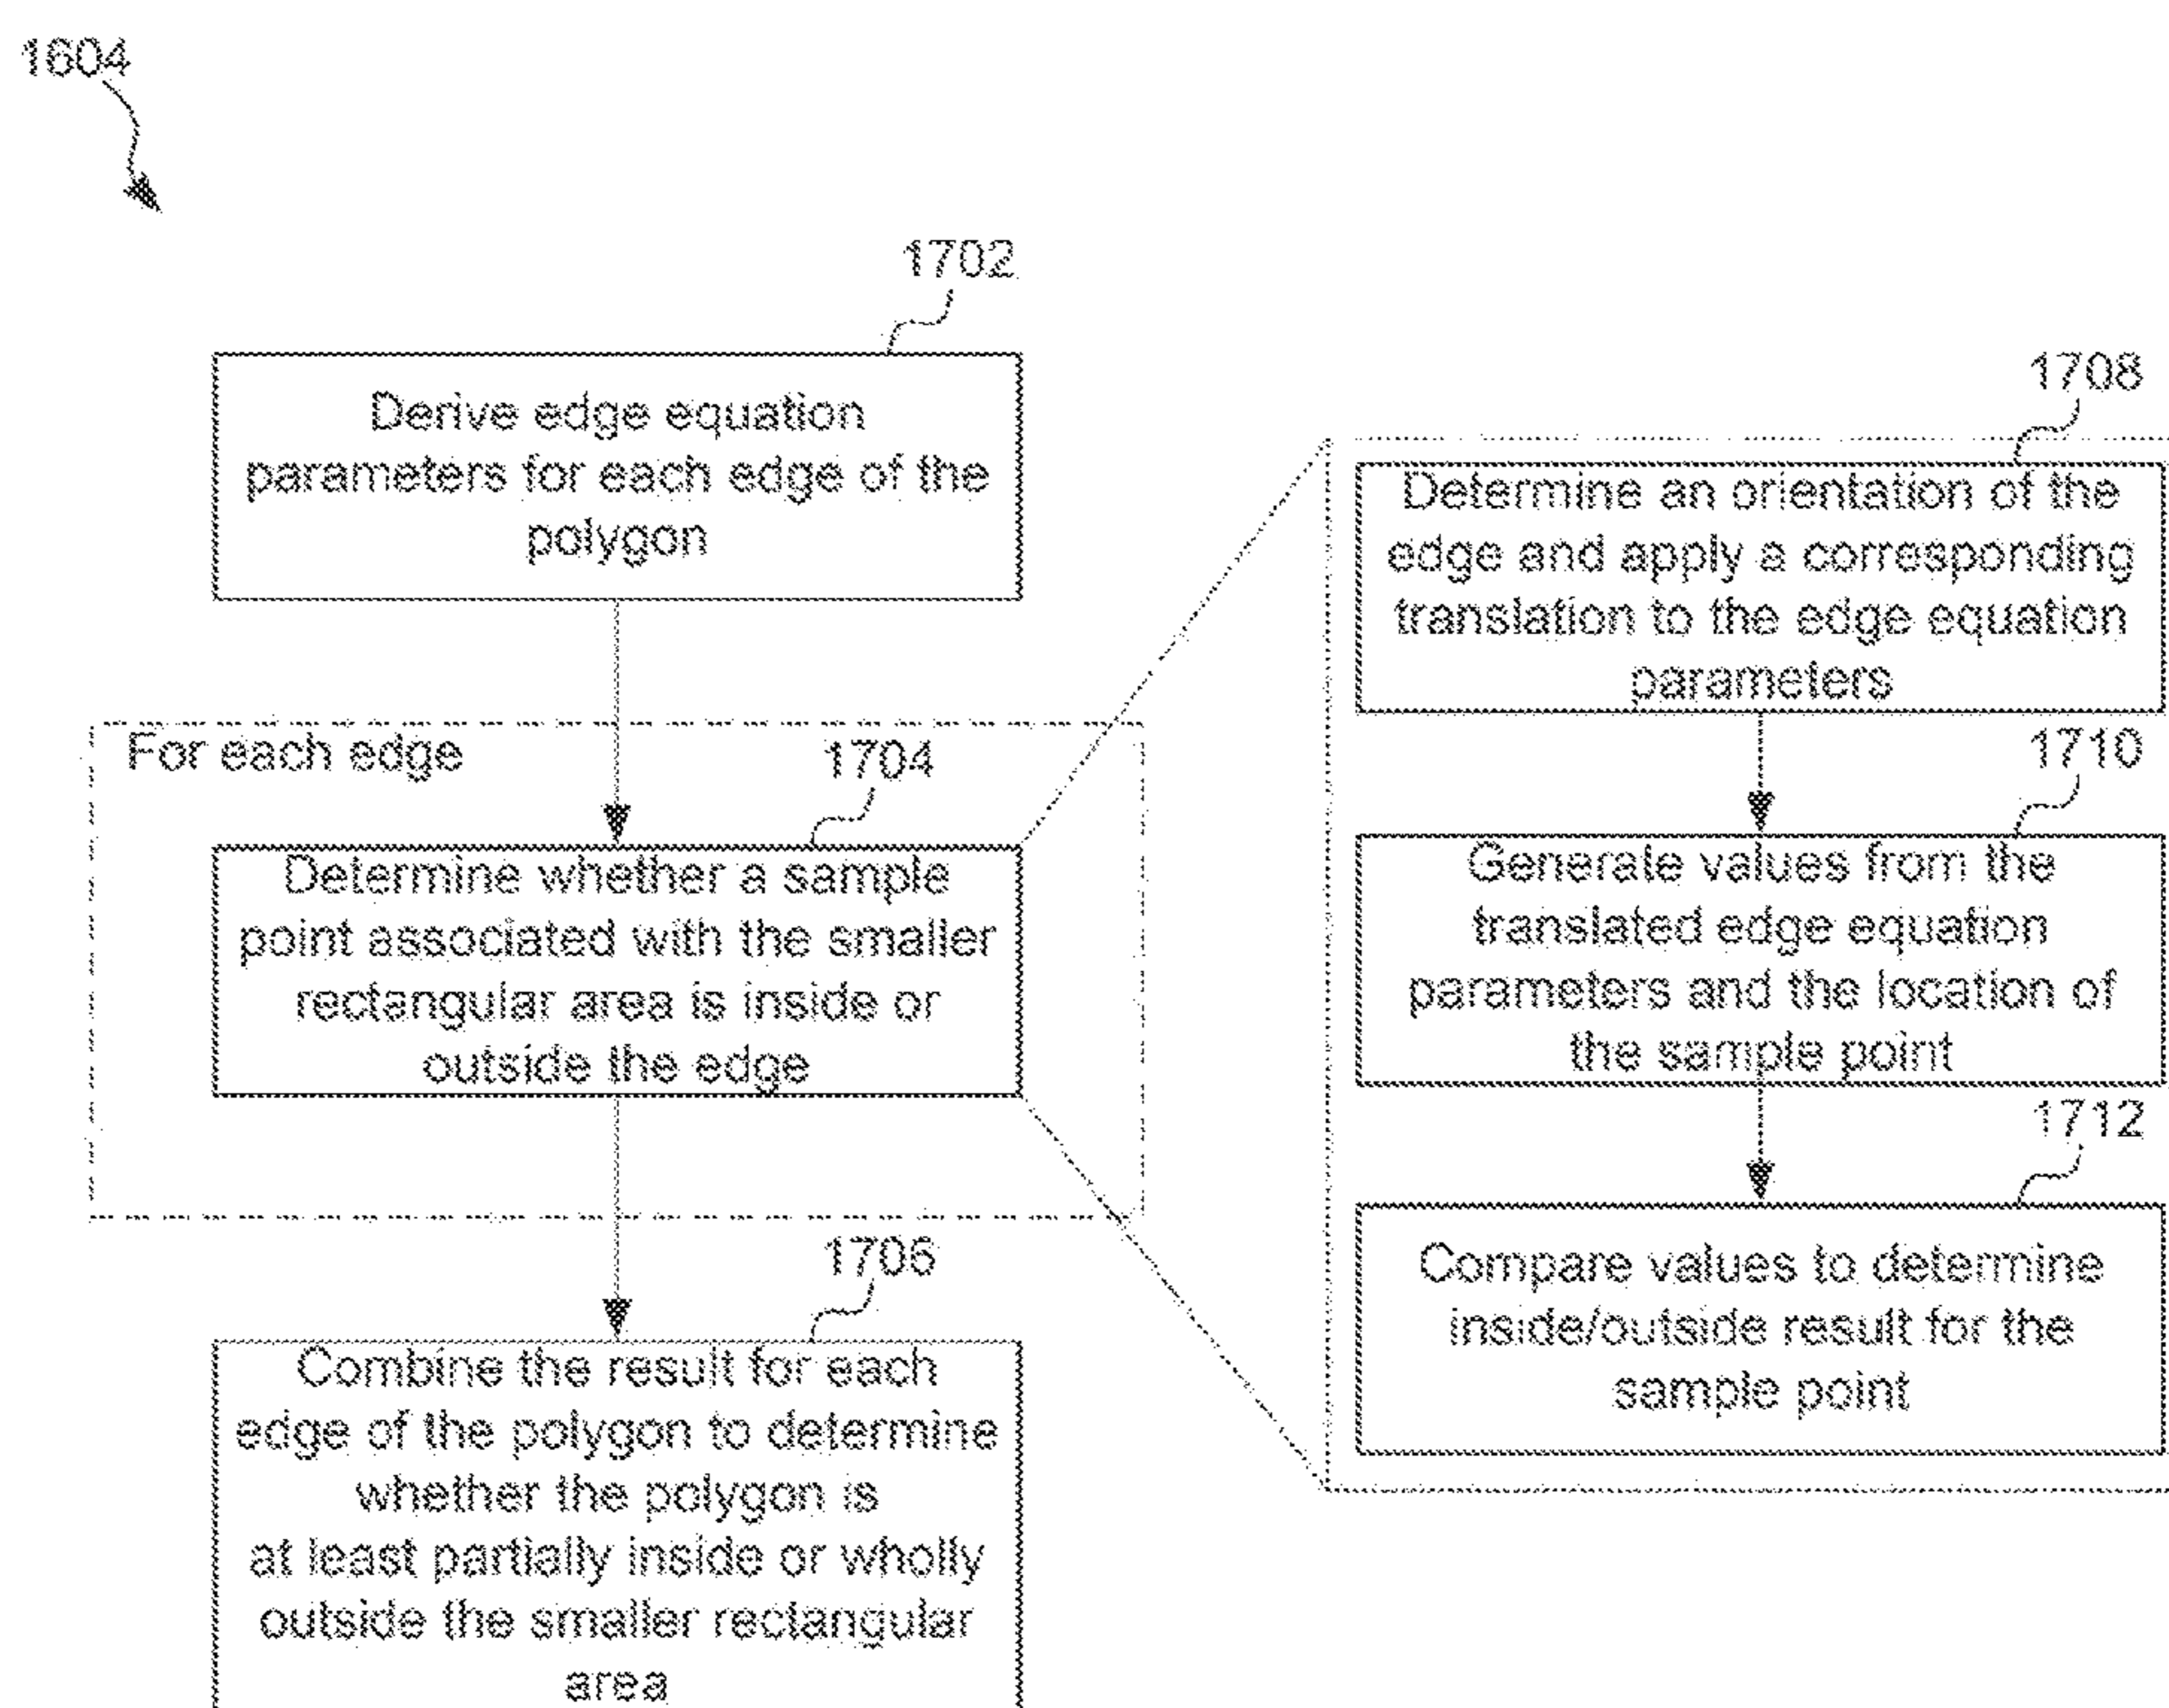 1604
1702
Derive edge equation
parameters for each edge of the
polygon
For each edge
1704
Determine whether a sample
point associated with the smaller
rectangular area is inside or
outside the edge
1706
Combine the result for each
edge of the polygon to determine
whether the polygon is
at least partially inside or wholly
outside the smaller rectangular
area
1708
Determine an orientation of the
edge and apply a corresponding
translation to the edge equation
parameters
1710
Generate values from the
translated edge equation
parameters and the location of
the sample point
1712
Compare values to determine
inside/outside result for the
sample point